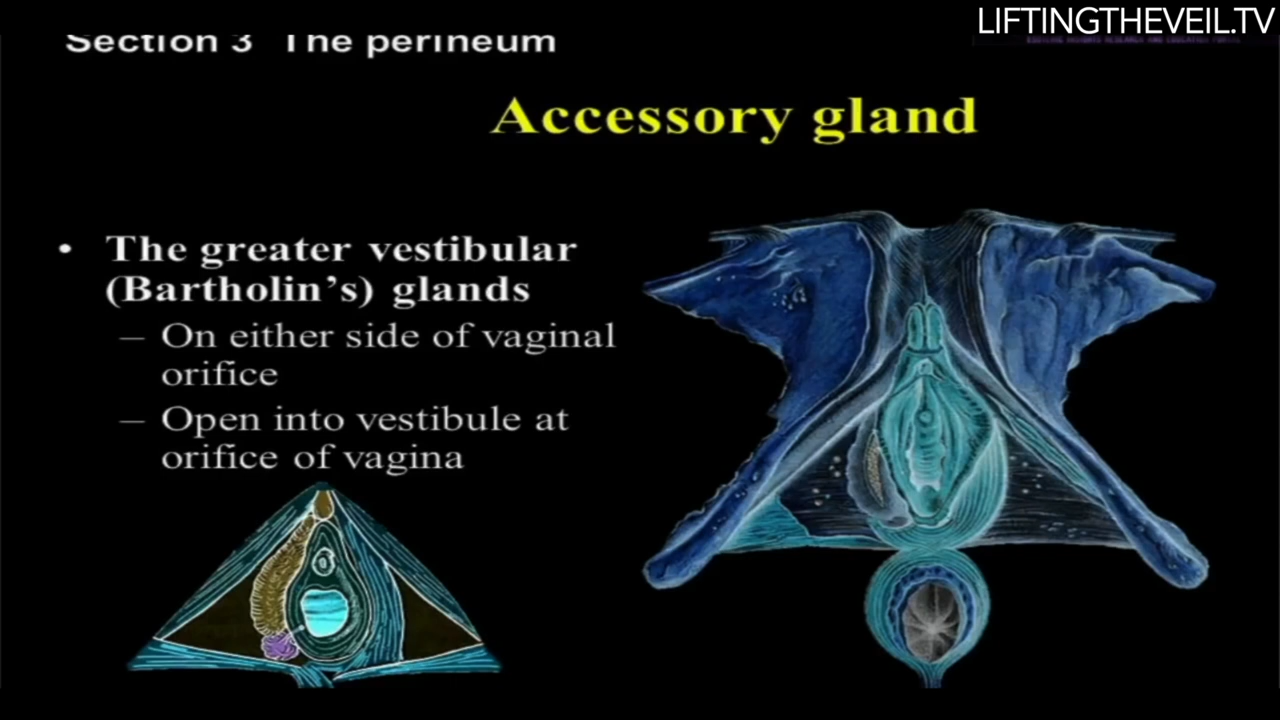 LIFTINGTHEVEIL.TV
Section 3 The perineum
Accessory gland
• The greater vestibular
(Bartholin’s) glands
– On either side of vaginal
orifice
– Open into vestibule at
orifice of vagina